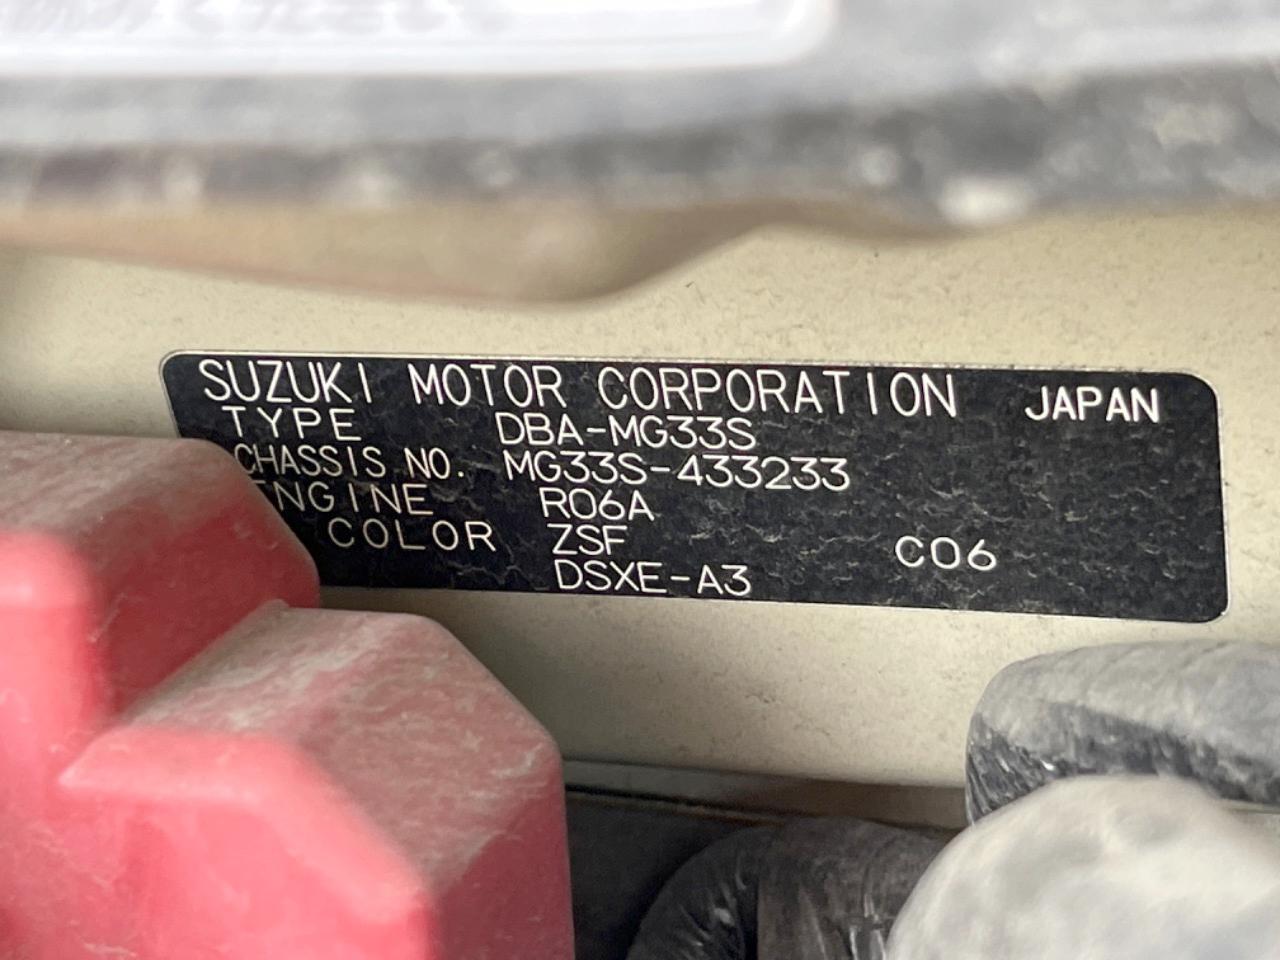 SUZUKI MOTOR CORPORATION JAPAN
TYPE DBA-MG33S
CHASSIS NO. MG33S-433233
ENGINE R06A
COLOR ZSF C06
DSXE-A3